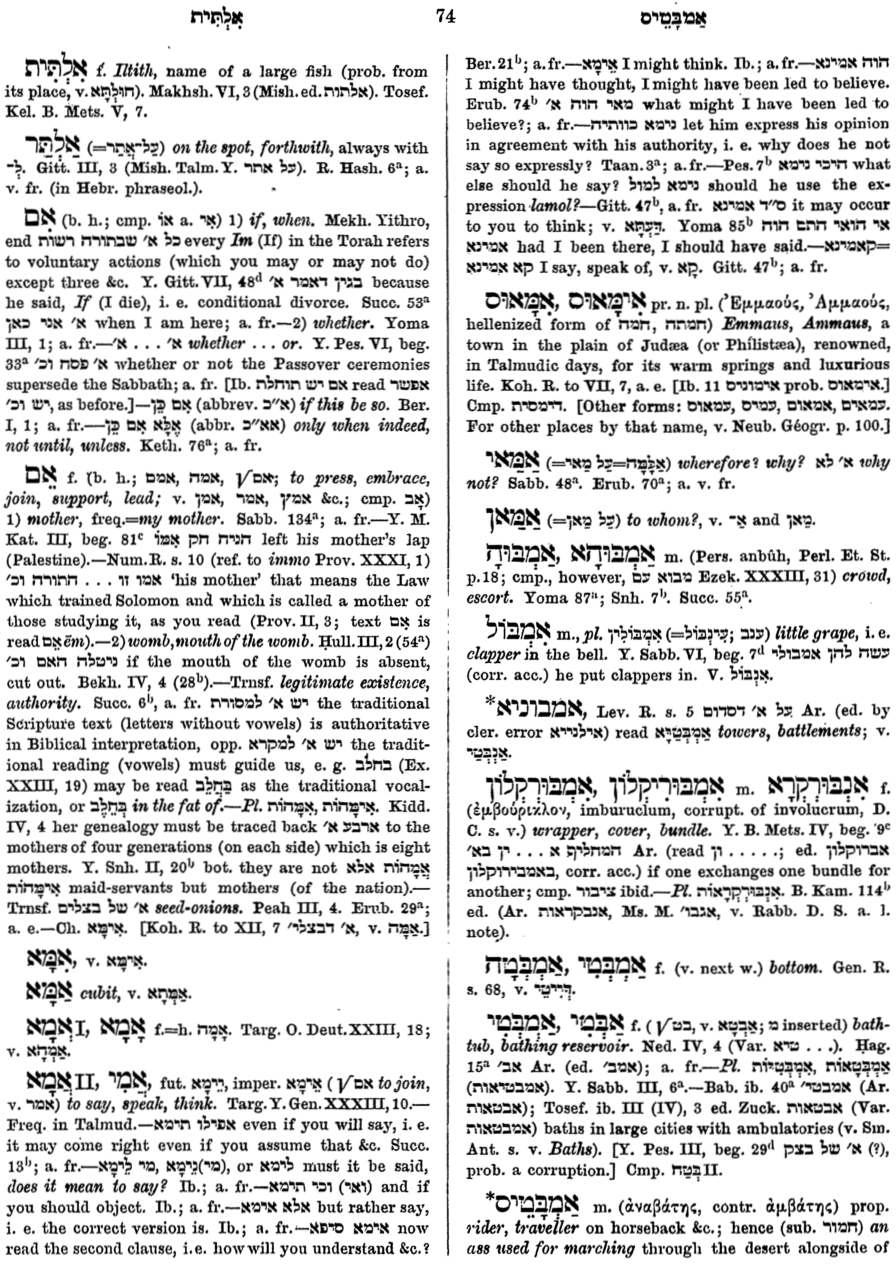 אִלְתִּית 74 אַמְבָּטֵיס
אִלְתִּית f. Iltith, name of a large fish (prob. from
its place, v. חוּלְתָּא). Makhsh. VI, 3 (Mish. ed. אלתות). Tosef.
Kel. B. Mets. V, 7.
אַלְתַּר (=עַל־אֲתַר) on the spot, forthwith, always with
לְ־. Gitt. III, 3 (Mish. Talm. Y. על אתר). R. Hash. 6ᵃ; a.
v. fr. (in Hebr. phraseol.).
אִם (b. h.; cmp. אוֹ a. אִי) 1) if, when. Mekh. Yithro,
end כל א׳ שבתורה רשות every Im (If) in the Torah refers
to voluntary actions (which you may or may not do)
except three &c. Y. Gitt. VII, 48ᵈ בגין דאמר א׳ because
he said, If (I die), i. e. conditional divorce. Succ. 53ᵃ
א׳ אני כאן when I am here; a. fr.—2) whether. Yoma
III, 1; a. fr.—א׳ . . . א׳ whether . . . or. Y. Pes. VI, beg.
33ᵃ א׳ פסח וכ׳ whether or not the Passover ceremonies
supersede the Sabbath; a. fr. [Ib. אם יש תוחלת read אפשר
יש וכ׳, as before.]—אִם כֵּן (abbrev. א״כ) if this be so. Ber.
I, 1; a. fr.—אֶלָּא אִם כֵּן (abbr. אא״כ) only when indeed,
not until, unless. Keth. 76ᵃ; a. fr.
אֵם f. (b. h.; אמם, אמה, √אם; to press, embrace,
join, support, lead; v. אמן, אמר, אמץ &c.; cmp. אָב)
1) mother, freq.=my mother. Sabb. 134ᵃ; a. fr.—Y. M.
Kat. III, beg. 81ᶜ הניח חק אִמּוֹ left his mother's lap
(Palestine).—Num. R. s. 10 (ref. to immo Prov. XXXI, 1)
אמו זו . . . התורה וכ׳ 'his mother' that means the Law
which trained Solomon and which is called a mother of
those studying it, as you read (Prov. II, 3; text אִם is
read אֵם ēm).—2) womb, mouth of the womb. Ḥull. III, 2 (54ᵃ)
ניטלה האם וכ׳ if the mouth of the womb is absent,
cut out. Bekh. IV, 4 (28ᵇ).—Trnsf. legitimate existence,
authority. Succ. 6ᵇ, a. fr. יש א׳ למסורת the traditional
Scripture text (letters without vowels) is authoritative
in Biblical interpretation, opp. יש א׳ למקרא the tradit-
ional reading (vowels) must guide us, e. g. בחלב (Ex.
XXIII, 19) may be read בַּחֲלֵב as the traditional vocal-
ization, or בְּחֵלֶב in the fat of.—Pl. אִמָּהוֹת, אִימָּהוֹת. Kidd.
IV, 4 her genealogy must be traced back ארבע א׳ to the
mothers of four generations (on each side) which is eight
mothers. Y. Snh. II, 20ᵇ bot. they are not אֲמָהוֹת אלא
אִימָּהוֹת maid-servants but mothers (of the nation).—
Trnsf. א׳ של בצלים seed-onions. Peah III, 4. Erub. 29ᵃ;
a. e.—Ch. אִימָּא. [Koh. R. to XII, 7 א׳ דבצלי׳, v. אַמָּה.]
אִמָּא, v. אִימָּא.
אַמָּא cubit, v. אַמְּתָא.
אֲמָא I, אָמָא f.=h. אָמָה. Targ. O. Deut. XXIII, 18;
v. אַמְהָא.
אֲמָא II, אֲמֵי, fut. יֵימָא, imper. אֵימָא (√אם to join,
v. אמר) to say, speak, think. Targ. Y. Gen. XXXIII, 10.—
Freq. in Talmud.—אפילו תימא even if you will say, i. e.
it may come right even if you assume that &c. Succ.
13ᵇ; a. fr.—מי לֵימָא, (מי)נֵימָא, or לימא must it be said,
does it mean to say? Ib.; a. fr.—וכי תימא (ואי) and if
you should object. Ib.; a. fr.—אלא אימא but rather say,
i. e. the correct version is. Ib.; a. fr.—אימא סיפא now
read the second clause, i. e. how will you understand &c.?
Ber. 21ᵇ; a. fr.—אֵימָא I might think. Ib.; a. fr.—הוה אמינא
I might have thought, I might have been led to believe.
Erub. 74ᵇ מאי הוה א׳ what might I have been led to
believe?; a. fr.—נימא כוותיה let him express his opinion
in agreement with his authority, i. e. why does he not
say so expressly? Taan. 3ᵃ; a. fr.—Pes. 7ᵇ היכי נימא what
else should he say? נימא למול should he use the ex-
pression lamol?—Gitt. 47ᵇ, a. fr. ס״ד אמינא it may occur
to you to think; v. דַּעְתָּא. Yoma 85ᵇ אי הואי התם הוה
אמינא had I been there, I should have said.—קאמינא=
קא אמינא I say, speak of, v. קָא. Gitt. 47ᵇ; a. fr.
אִימָאוּס, אֶמָּאוּס pr. n. pl. (Ἐμμαούς, Ἀμμαούς,
hellenized form of חמתה, חמה) Emmaus, Ammaus, a
town in the plain of Judæa (or Philistæa), renowned,
in Talmudic days, for its warm springs and luxurious
life. Koh. R. to VII, 7, a. e. [Ib. 11 אימוניס prob. אימאוס.]
Cmp. דימסית. [Other forms: עמאים, אמאום, עמיס, עמאוס.
For other places by that name, v. Neub. Géogr. p. 100.]
אַמַּאי (=עַל מַאי=אַלְּמָה) wherefore? why? א׳ לא why
not? Sabb. 48ᵃ. Erub. 70ᵃ; a. v. fr.
אַמַּאן (=עַל מַאן) to whom?, v. אַ־ and מַאן.
אַמְבּוּהָא, אַמְבּוּהָ m. (Pers. anbûh, Perl. Et. St.
p. 18; cmp., however, מבוא עם Ezek. XXXIII, 31) crowd,
escort. Yoma 87ᵃ; Snh. 7ᵇ. Succ. 55ᵃ.
אִמְבּוֹל m., pl. אִמְבּוֹלִין (=עִינְבּוֹל; ענב) little grape, i. e.
clapper in the bell. Y. Sabb. VI, beg. 7ᵈ עשה להן אמבולי
(corr. acc.) he put clappers in. V. אִנְבּוֹל.
*אמבוניא, Lev. R. s. 5 על א׳ דסדום Ar. (ed. by
cler. error אילנייא) read אַמְבַּטַיָּא towers, battlements; v.
אַנְבְּטֵי.
אִנְבּוּרְקְרָא, אִמְבּוּרִיקְלוֹן, אִמְבּוּרְקְלוֹן m. f.
(ἐμβούρικλον, imburuclum, corrupt. of involucrum, D.
C. s. v.) wrapper, cover, bundle. Y. B. Mets. IV, beg. 9ᶜ
המחליף א . . . ין בא׳ Ar. (read ון . . . . .; ed. אברוקלון
באמבירוקלון, corr. acc.) if one exchanges one bundle for
another; cmp. ציבור ibid.—Pl. אִנְבּוּרְקְרָאוֹת. B. Kam. 114ᵇ
ed. (Ar. אנבקראות, Ms. M. אגבו׳, v. Rabb. D. S. a. l.
note).
אַמְבְּטִי, אַמְבְּטָה f. (v. next w.) bottom. Gen. R.
s. 68, v. דְּיוֹטֵי.
אַבְּטִי, אַמְבְּטִי f. (√בט, v. אַבְטָא; מ inserted) bath-
tub, bathing reservoir. Ned. IV, 4 (Var. טיא . . .). Ḥag.
15ᵃ אב׳ Ar. (ed. אמב׳); a. fr.—Pl. אַמְבְּטָאוֹת, אַמְבְּטִיּוֹת
(אמבטיאות). Y. Sabb. III, 6ᵃ.—Bab. ib. 40ᵃ אמבטי׳ (Ar.
אבטאות); Tosef. ib. III (IV), 3 ed. Zuck. אבטאות (Var.
אמבטאות) baths in large cities with ambulatories (v. Sm.
Ant. s. v. Baths). [Y. Pes. III, beg. 29ᵈ א׳ של בצק (?),
prob. a corruption.] Cmp. בַּטָּח II.
*אַמְבָּטֵיס m. (ἀναβάτης, contr. ἀμβάτης) prop.
rider, traveller on horseback &c.; hence (sub. חמור) an
ass used for marching through the desert alongside of